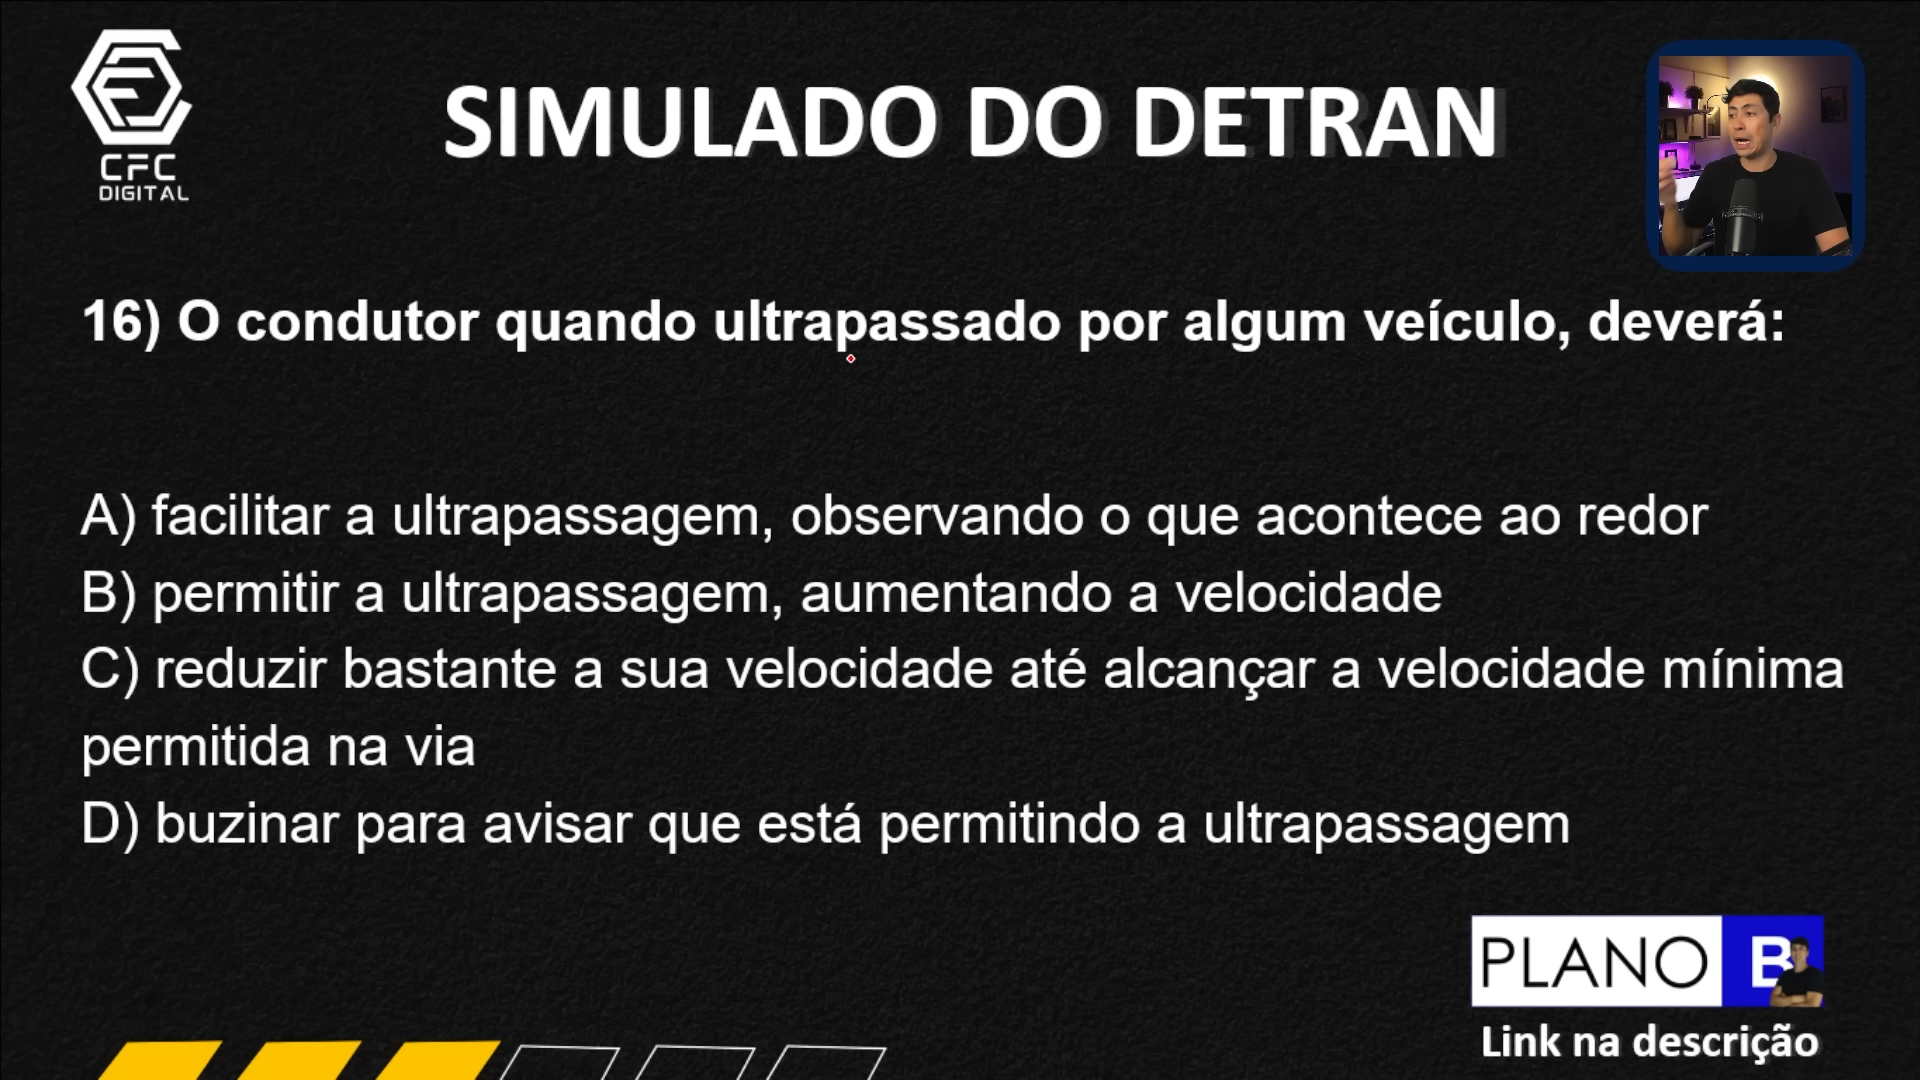 CFC
DIGITAL
SIMULADO DO DETRAN
16) O condutor quando ultrapassado por algum veículo, deverá:
A) facilitar a ultrapassagem, observando o que acontece ao redor
B) permitir a ultrapassagem, aumentando a velocidade
C) reduzir bastante a sua velocidade até alcançar a velocidade mínima
permitida na via
D) buzinar para avisar que está permitindo a ultrapassagem
PLANO B
Link na descrição